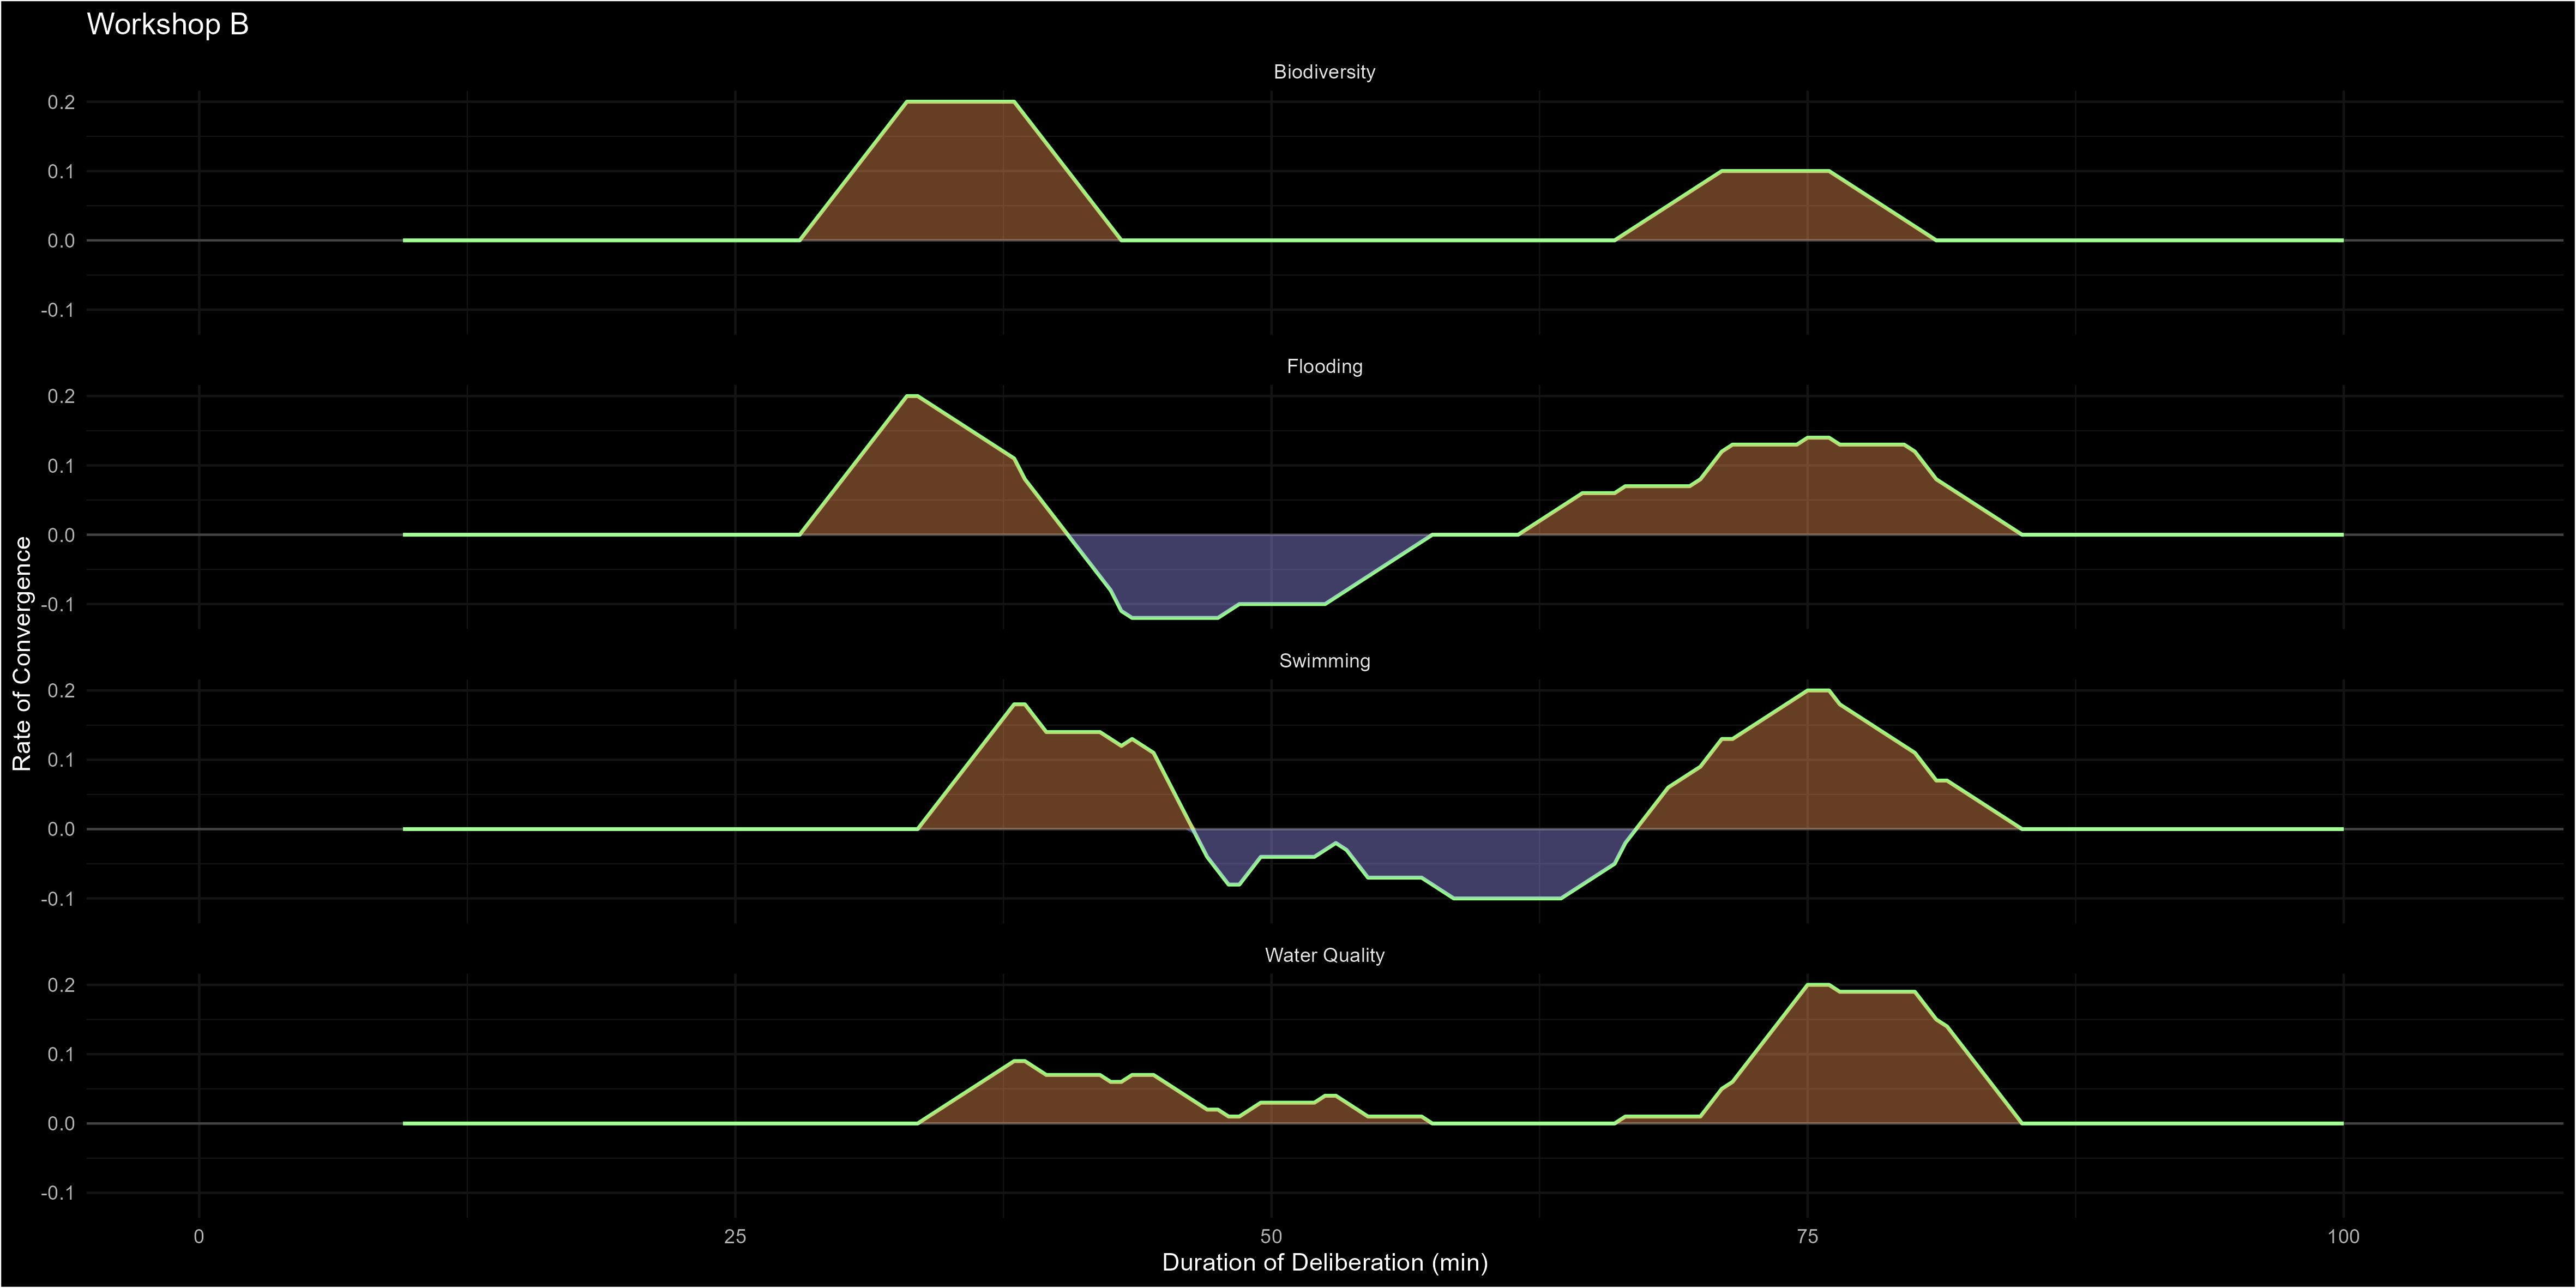 Workshop B
Biodiversity
0.2
0.1
0.0
-0.1
Flooding
0.2
0.1
0.0
-0.1
Swimming
0.2
0.1
0.0
-0.1
Water Quality
0.2
0.1
0.0
-0.1
Rate of Convergence
0 25 50 75 100
Duration of Deliberation (min)